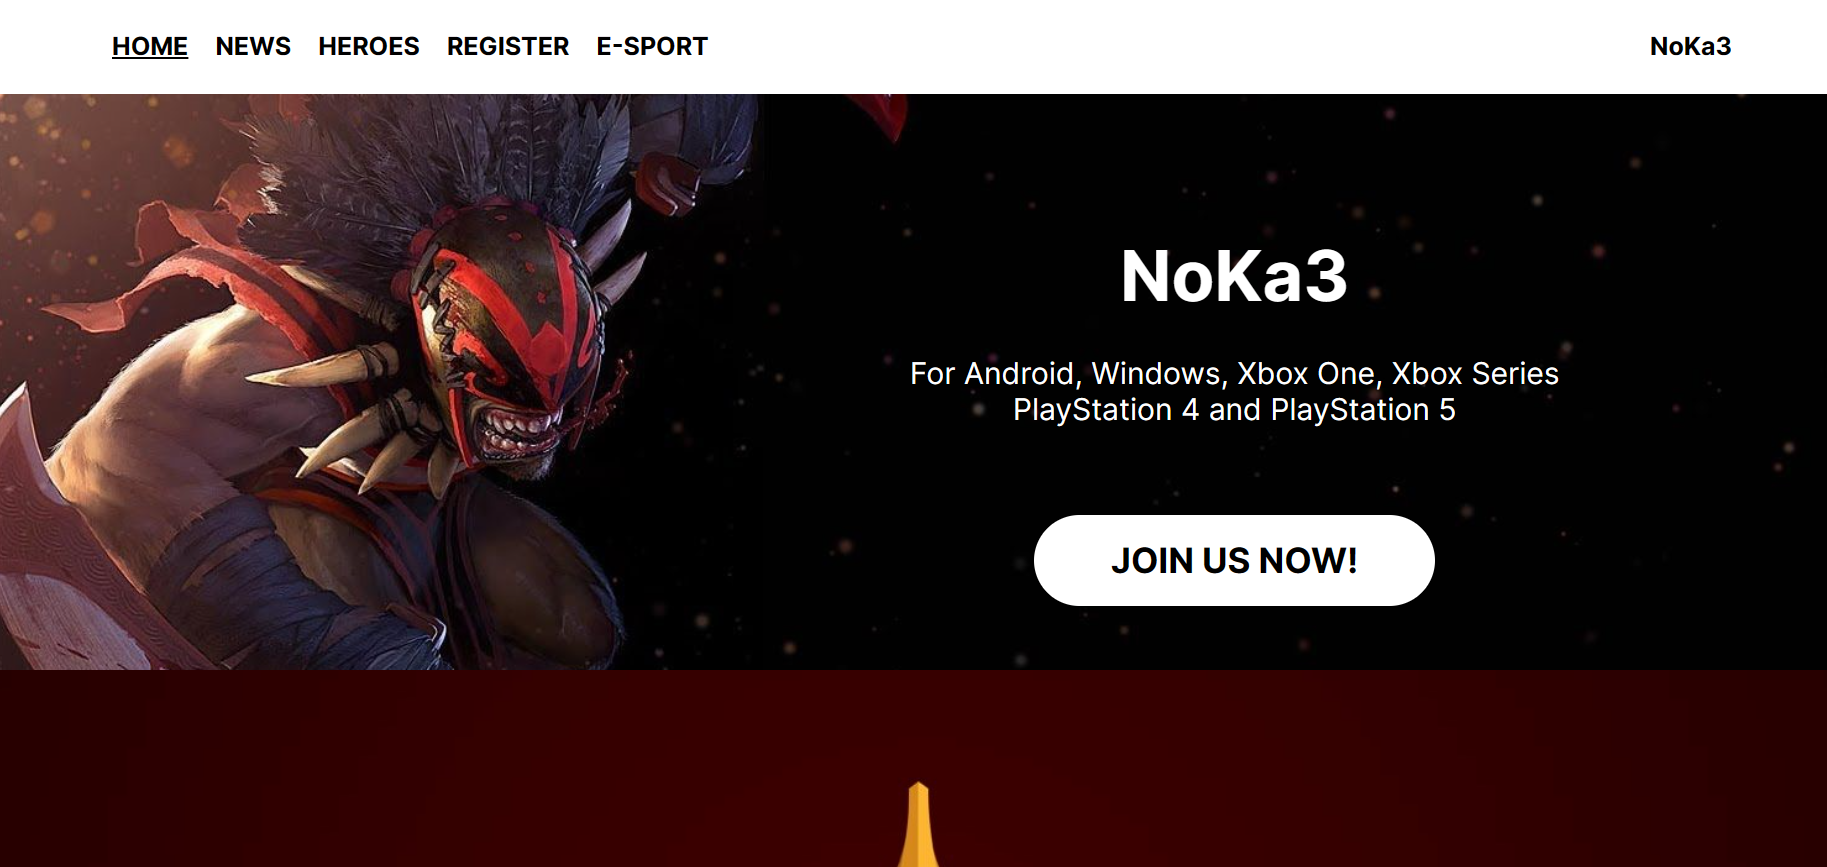 HOME NEWS HEROES REGISTER E-SPORT NoKa3
NoKa3
For Android, Windows, Xbox One, Xbox Series
PlayStation 4 and PlayStation 5
JOIN US NOW!